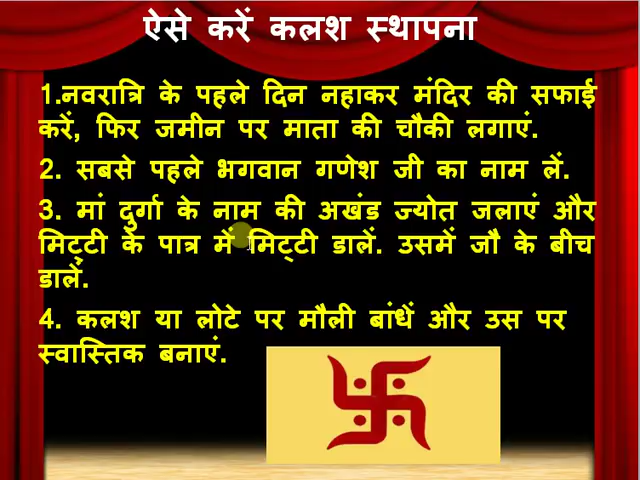 ऐसे करें कलश स्थापना
1.नवरात्रि के पहले दिन नहाकर मंदिर की सफाई
करें, फिर जमीन पर माता की चौकी लगाएं.
2. सबसे पहले भगवान गणेश जी का नाम लें.
3. मां दुर्गा के नाम की अखंड ज्योत जलाएं और
मिट्टी के पात्र में मिट्टी डालें. उसमें जौ के बीच
डालें.
4. कलश या लोटे पर मौली बांधें और उस पर
स्वास्तिक बनाएं.